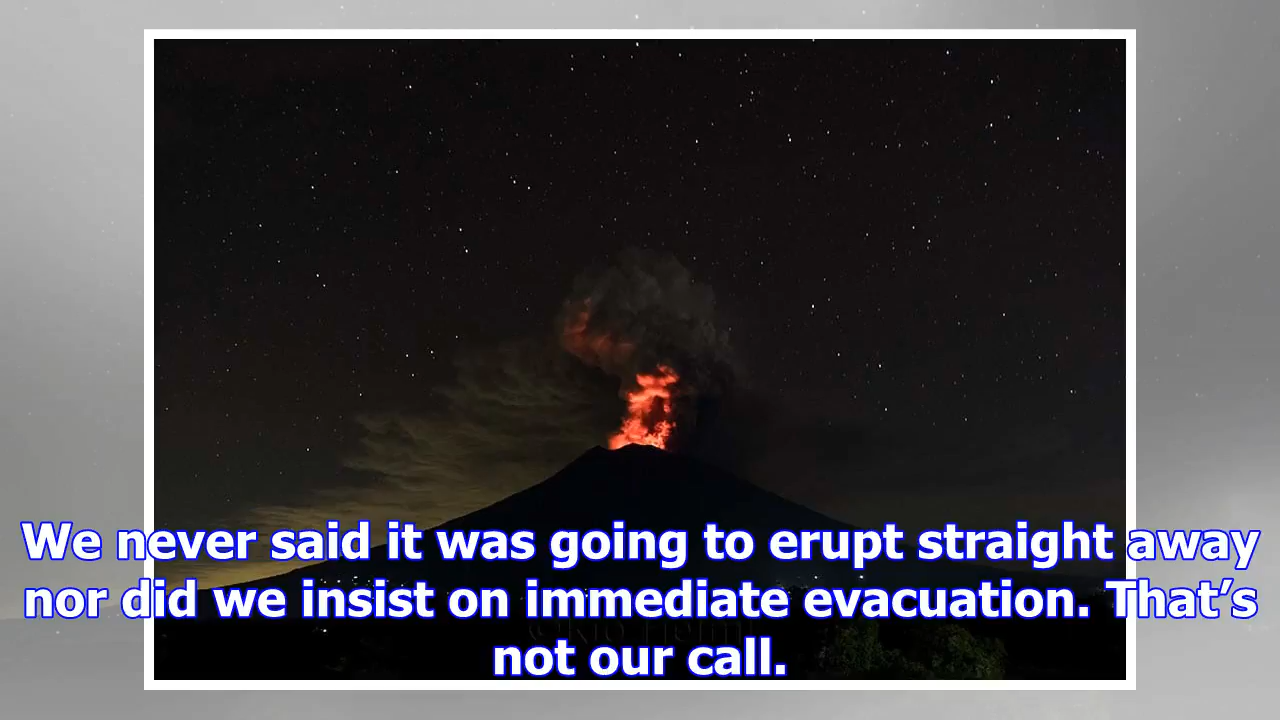 We never said it was going to erupt straight away
nor did we insist on immediate evacuation. That’s
not our call.